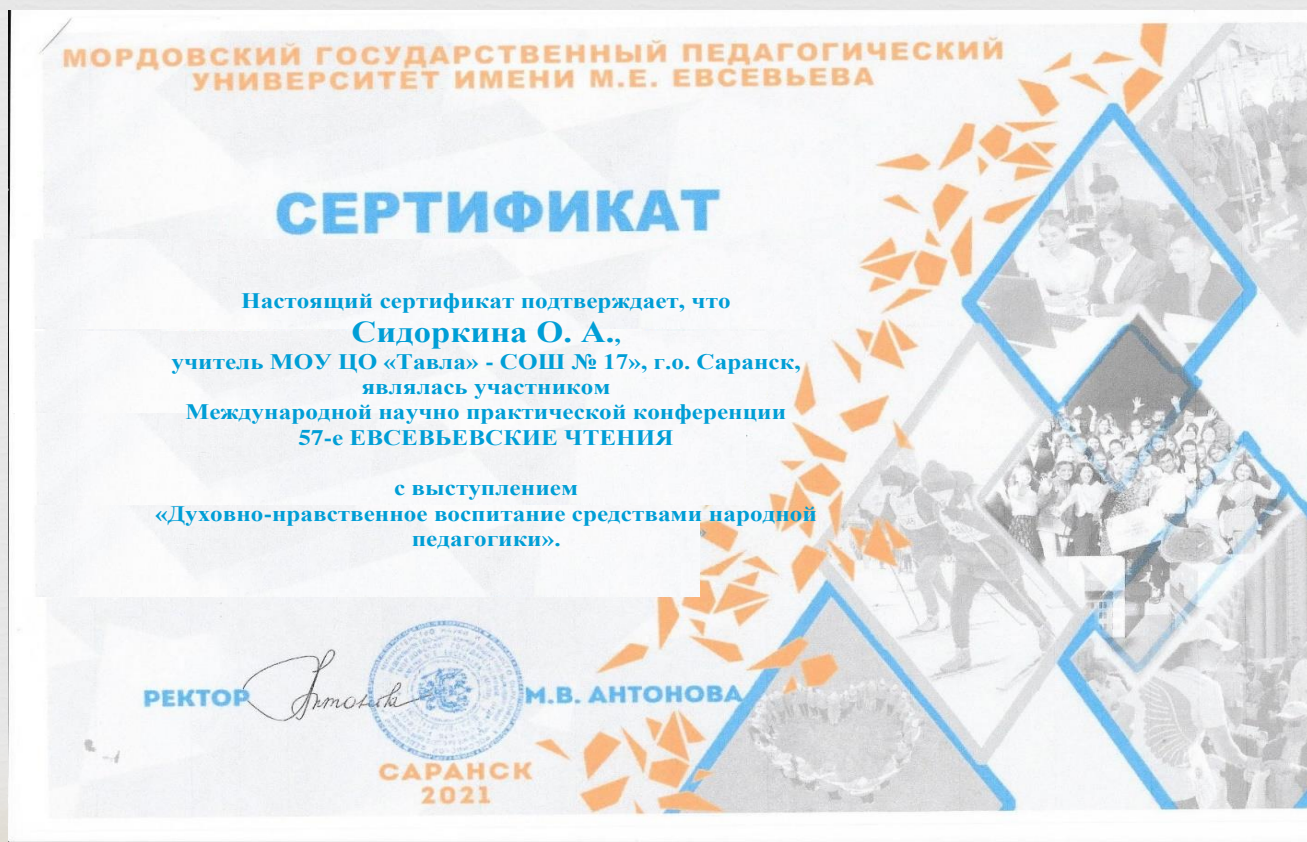 МОРДОВСКИЙ ГОСУДАРСТВЕННЫЙ ПЕДАГОГИЧЕСКИЙ
УНИВЕРСИТЕТ ИМЕНИ М.Е. ЕВСЕВЬЕВА
СЕРТИФИКАТ
Настоящий сертификат подтверждает, что
Сидоркина О. А.,
учитель МОУ ЦО «Тавла» - СОШ № 17», г.о. Саранск,
являлась участником
Международной научно практической конференции
57-е ЕВСЕВЬЕВСКИЕ ЧТЕНИЯ
с выступлением
«Духовно-нравственное воспитание средствами народной
педагогики».
РЕКТОР Антонова М.В. АНТОНОВА
САРАНСК
2021